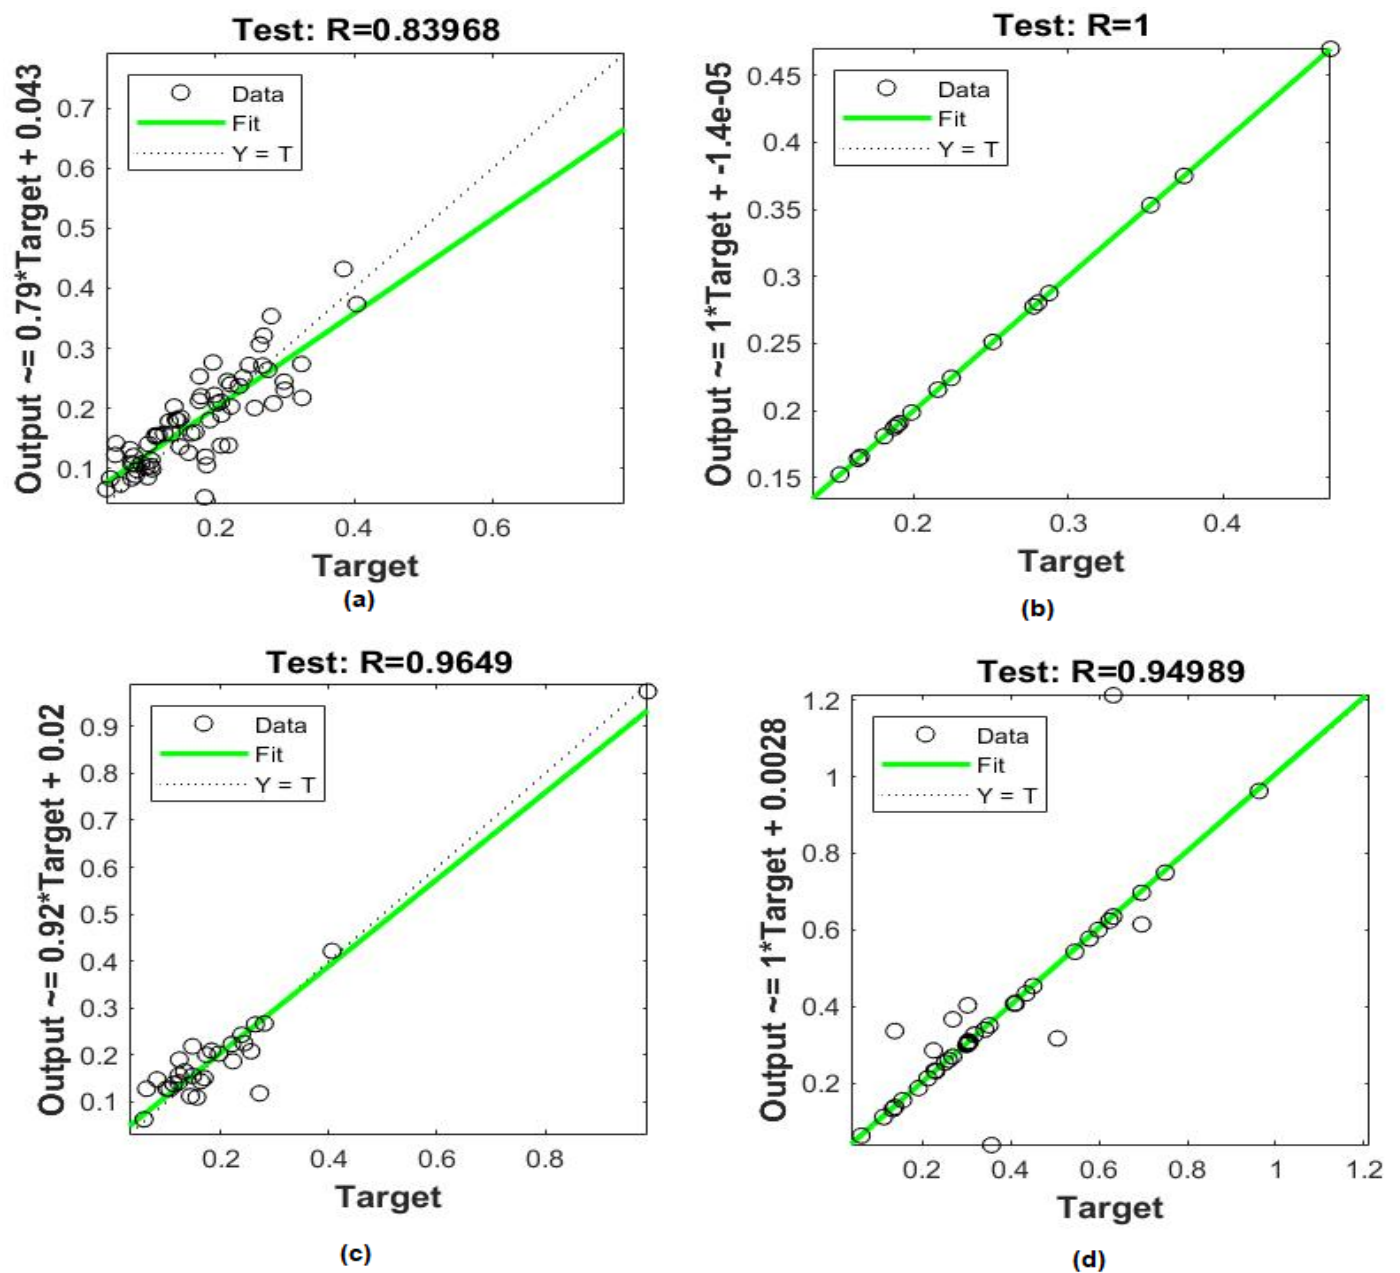 Test: R=0.83968
Output ~= 0.79*Target + 0.043
Data
Fit
Y = T
0.7
0.6
0.5
0.4
0.3
0.2
0.1
0.2 0.4 0.6
Target
(a)
Test: R=1
Output ~= 1*Target + -1.4e-05
Data
Fit
Y = T
0.45
0.4
0.35
0.3
0.25
0.2
0.15
0.2 0.3 0.4
Target
(b)
Test: R=0.9649
Output ~= 0.92*Target + 0.02
Data
Fit
Y = T
0.9
0.8
0.7
0.6
0.5
0.4
0.3
0.2
0.1
0.2 0.4 0.6 0.8
Target
(c)
Test: R=0.94989
Output ~= 1*Target + 0.0028
Data
Fit
Y = T
1.2
1
0.8
0.6
0.4
0.2
0.2 0.4 0.6 0.8 1 1.2
Target
(d)